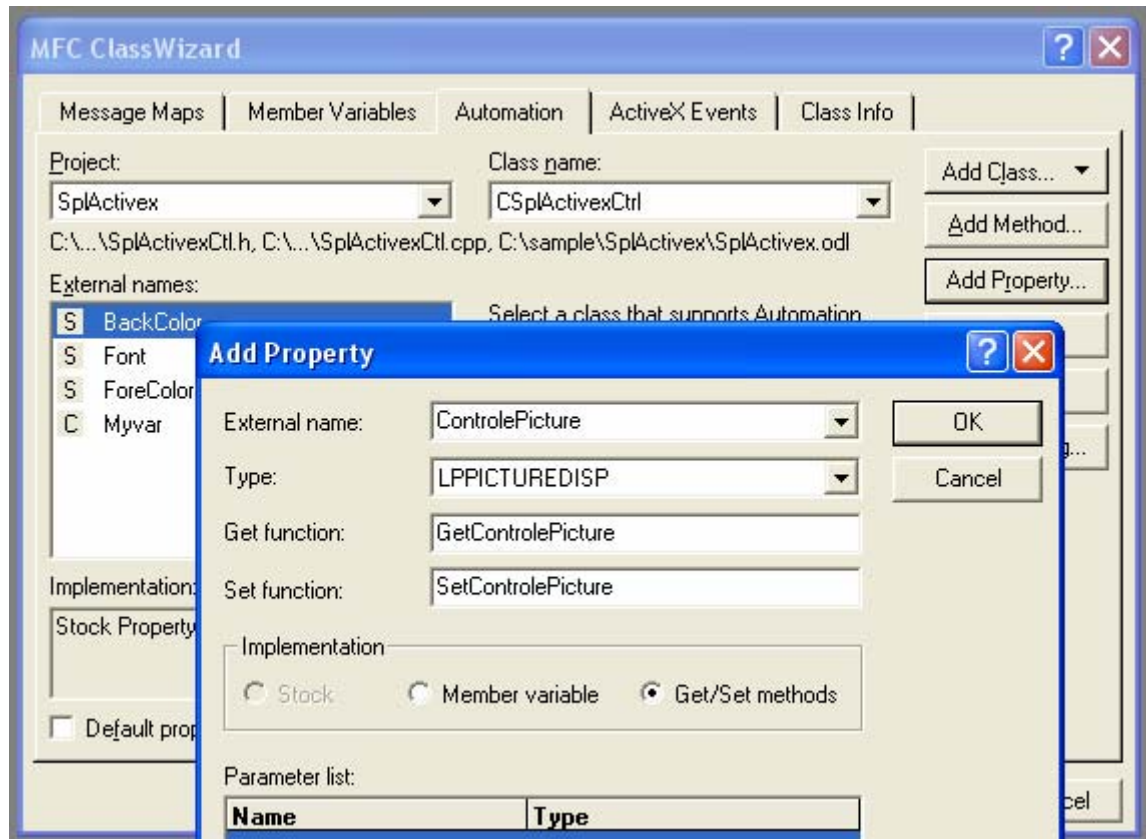 MFC ClassWizard
Message Maps
Member Variables
Automation
ActiveX Events
Class Info
Project:
Class name:
Add Class...
SplActivex
CSplActivexCtrl
Add Method...
C:\...\SplActivexCtl.h, C:\...\SplActivexCtl.cpp, C:\sample\SplActivex\SplActivex.odl
External names:
Add Property...
Select a class that supports Automation
S BackColor
S Font
S ForeColor
C Myvar
Add Property
External name:
ControlePicture
OK
Type:
LPPICTUREDISP
Cancel
Get function:
GetControlePicture
Set function:
SetControlePicture
Implementation:
Stock Property
Implementation
Stock
Member variable
Get/Set methods
Default prop
Parameter list:
Name
Type
cel